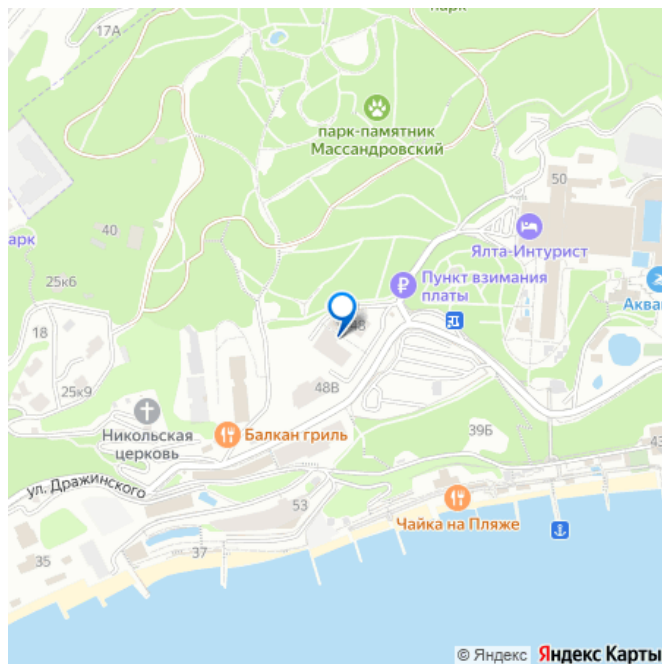 парк
17А
парк-памятник
Массандровский
50
40
Ялта-Интурист
арк
25к6
Пункт взимания
платы
Аква
18
48
25к9
48В
Никольская
церковь
Балкан гриль
39Б
43
ул. Дражинского
53
Чайка на Пляже
35
37
© Яндекс Яндекс Карты